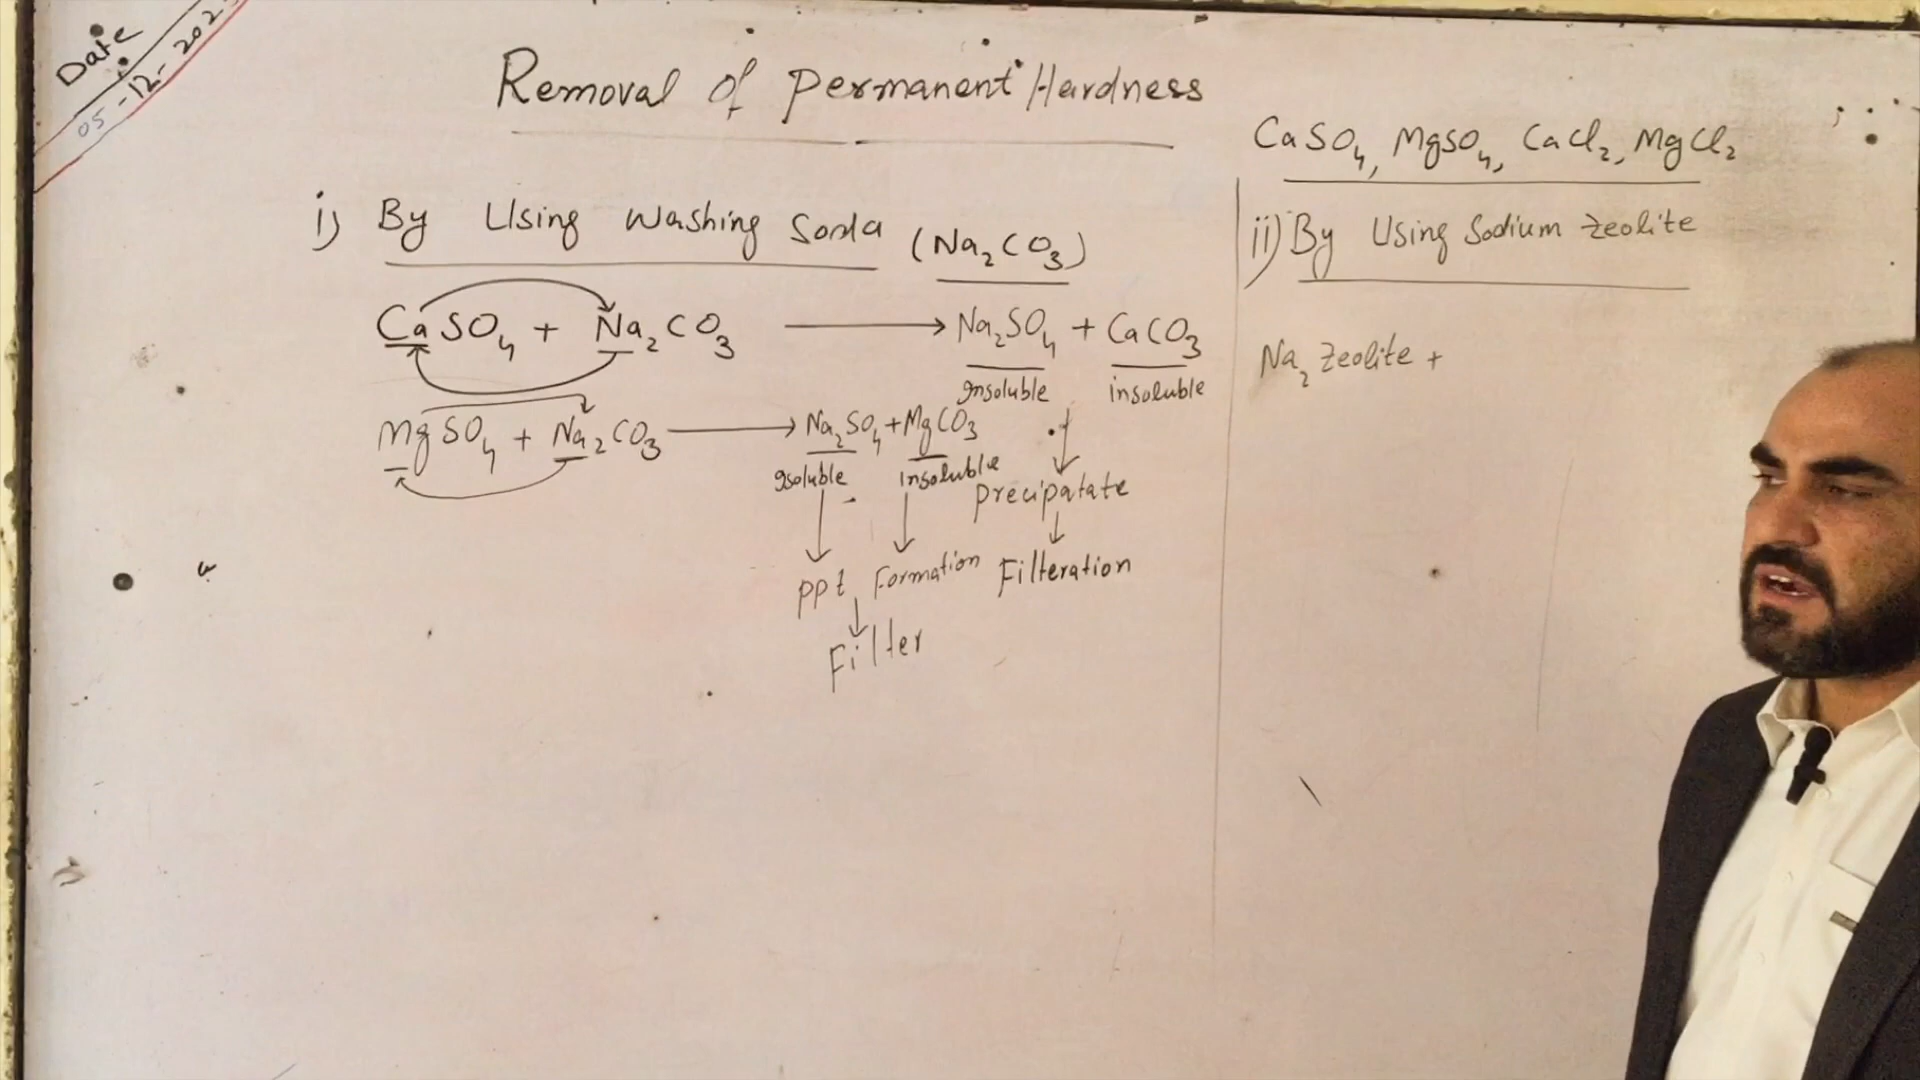 Date
05-12-202
Removal of Permanent Hardness
CaSO4, MgSO4, CaCl2, MgCl2
i) By Using Washing Soda (Na2CO3)
CaSO4 + Na2CO3 → Na2SO4 + CaCO3
Insoluble insoluble
MgSO4 + Na2CO3 → Na2SO4 + MgCO3
insoluble
Precipatate
ppt Formation
Filteration
Filter
ii) By Using Sodium Zeolite
Na2 Zeolite +